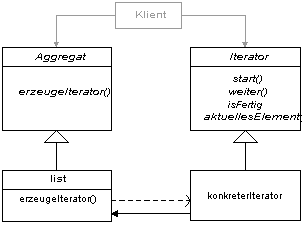 Klient
Aggregat
erzeugeIterator()
Iterator
start()
weiter()
isFertig
aktuellesElement
list
erzeugeIterator()
konkreterIterator